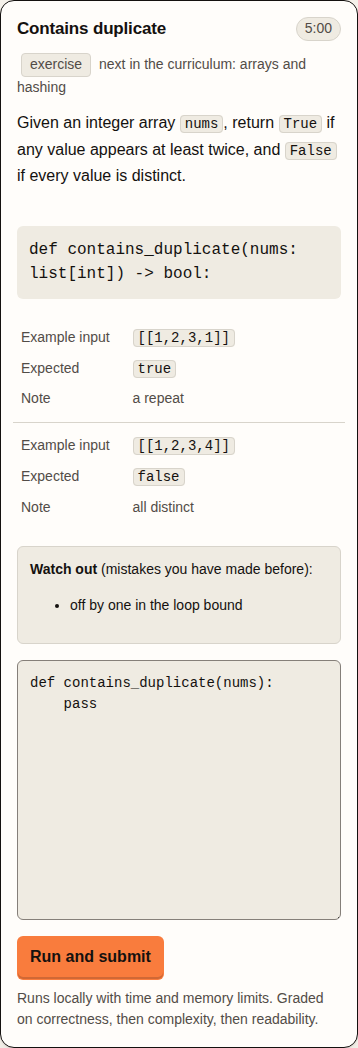 Contains duplicate 5:00
exercise next in the curriculum: arrays and
hashing
Given an integer array nums, return True if
any value appears at least twice, and False
if every value is distinct.
def contains_duplicate(nums:
list[int]) -> bool:
Example input [[1,2,3,1]]
Expected true
Note a repeat
Example input [[1,2,3,4]]
Expected false
Note all distinct
Watch out (mistakes you have made before):
• off by one in the loop bound
def contains_duplicate(nums):
    pass
Run and submit
Runs locally with time and memory limits. Graded
on correctness, then complexity, then readability.